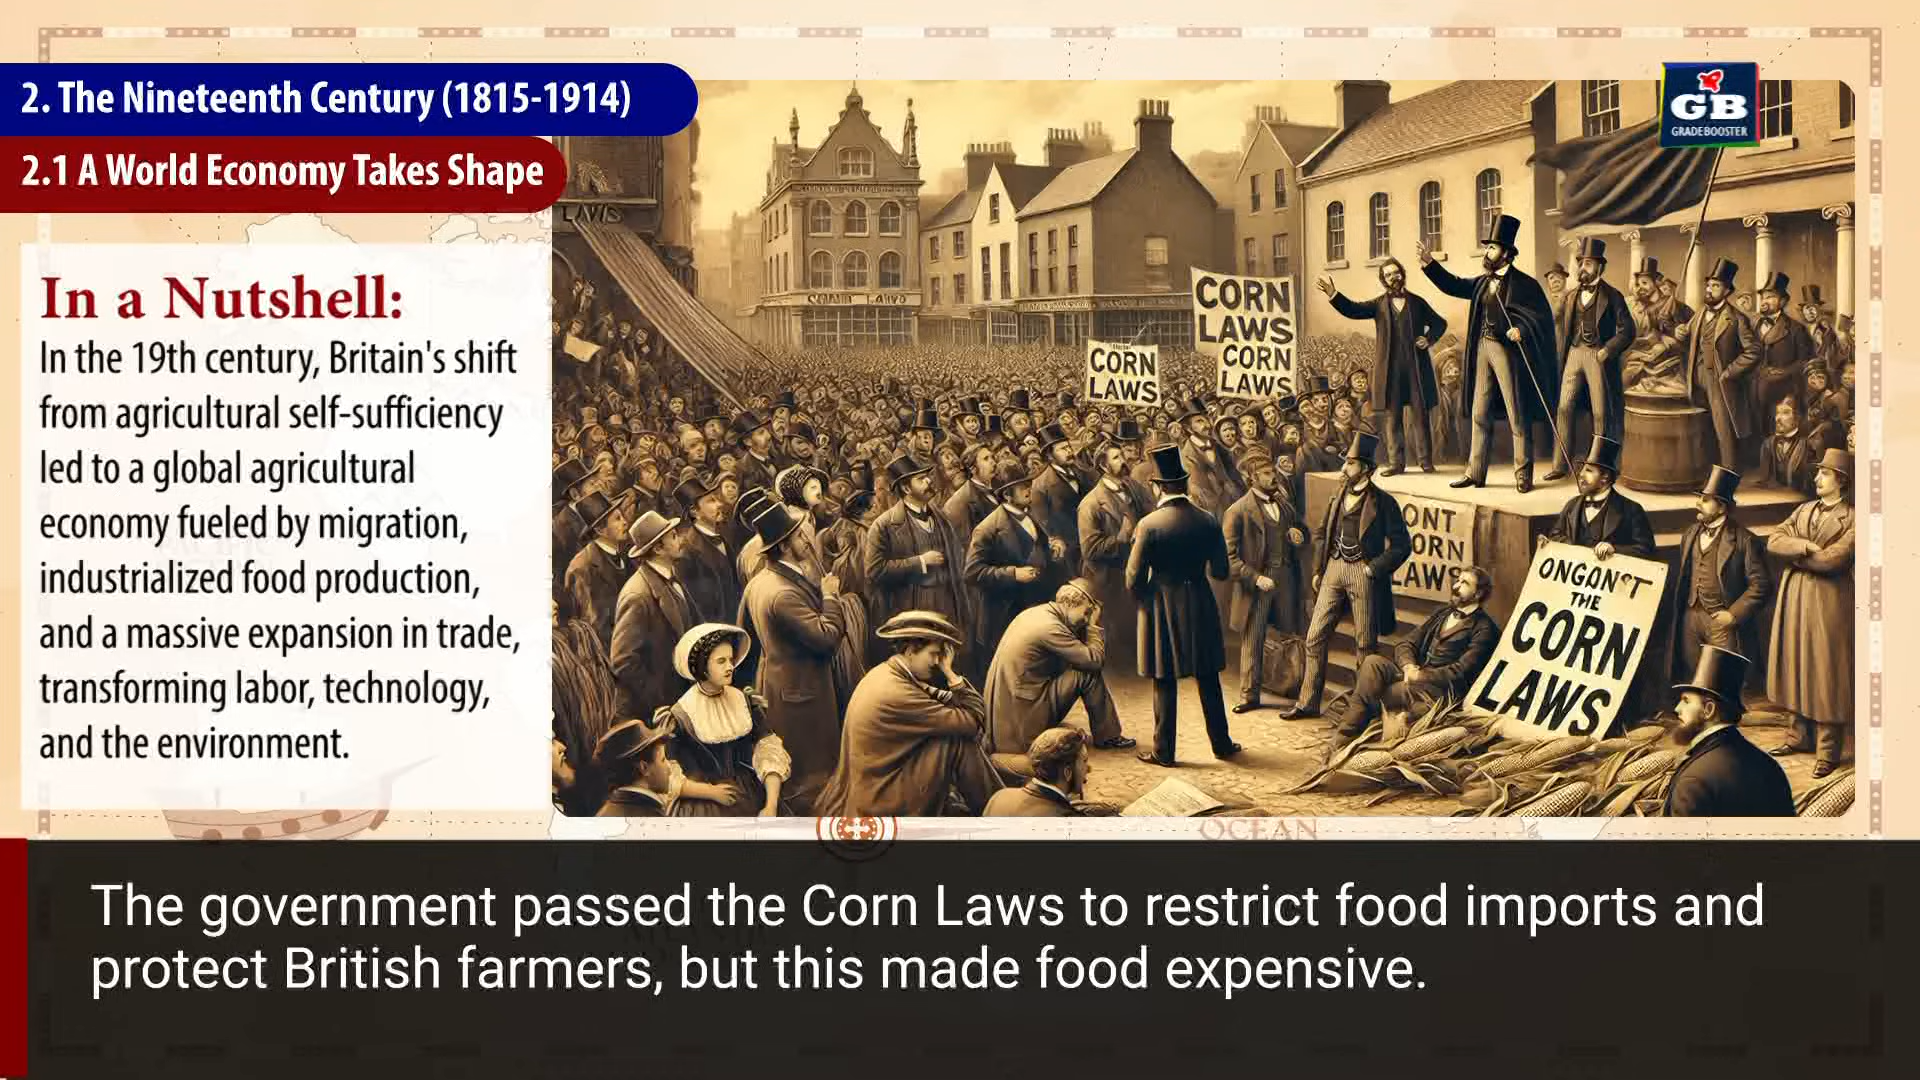 2. The Nineteenth Century (1815-1914)
2.1 A World Economy Takes Shape
GB
GRADEBOOSTER
In a Nutshell:
In the 19th century, Britain's shift
from agricultural self-sufficiency
led to a global agricultural
economy fueled by migration,
industrialized food production,
and a massive expansion in trade,
transforming labor, technology,
and the environment.
CORN
LAWS
CORN
LAWS
CORN
LAWS
ONT
ORN
LAWS
ONGON'T
THE
CORN
LAWS
OCEAN
The government passed the Corn Laws to restrict food imports and
protect British farmers, but this made food expensive.